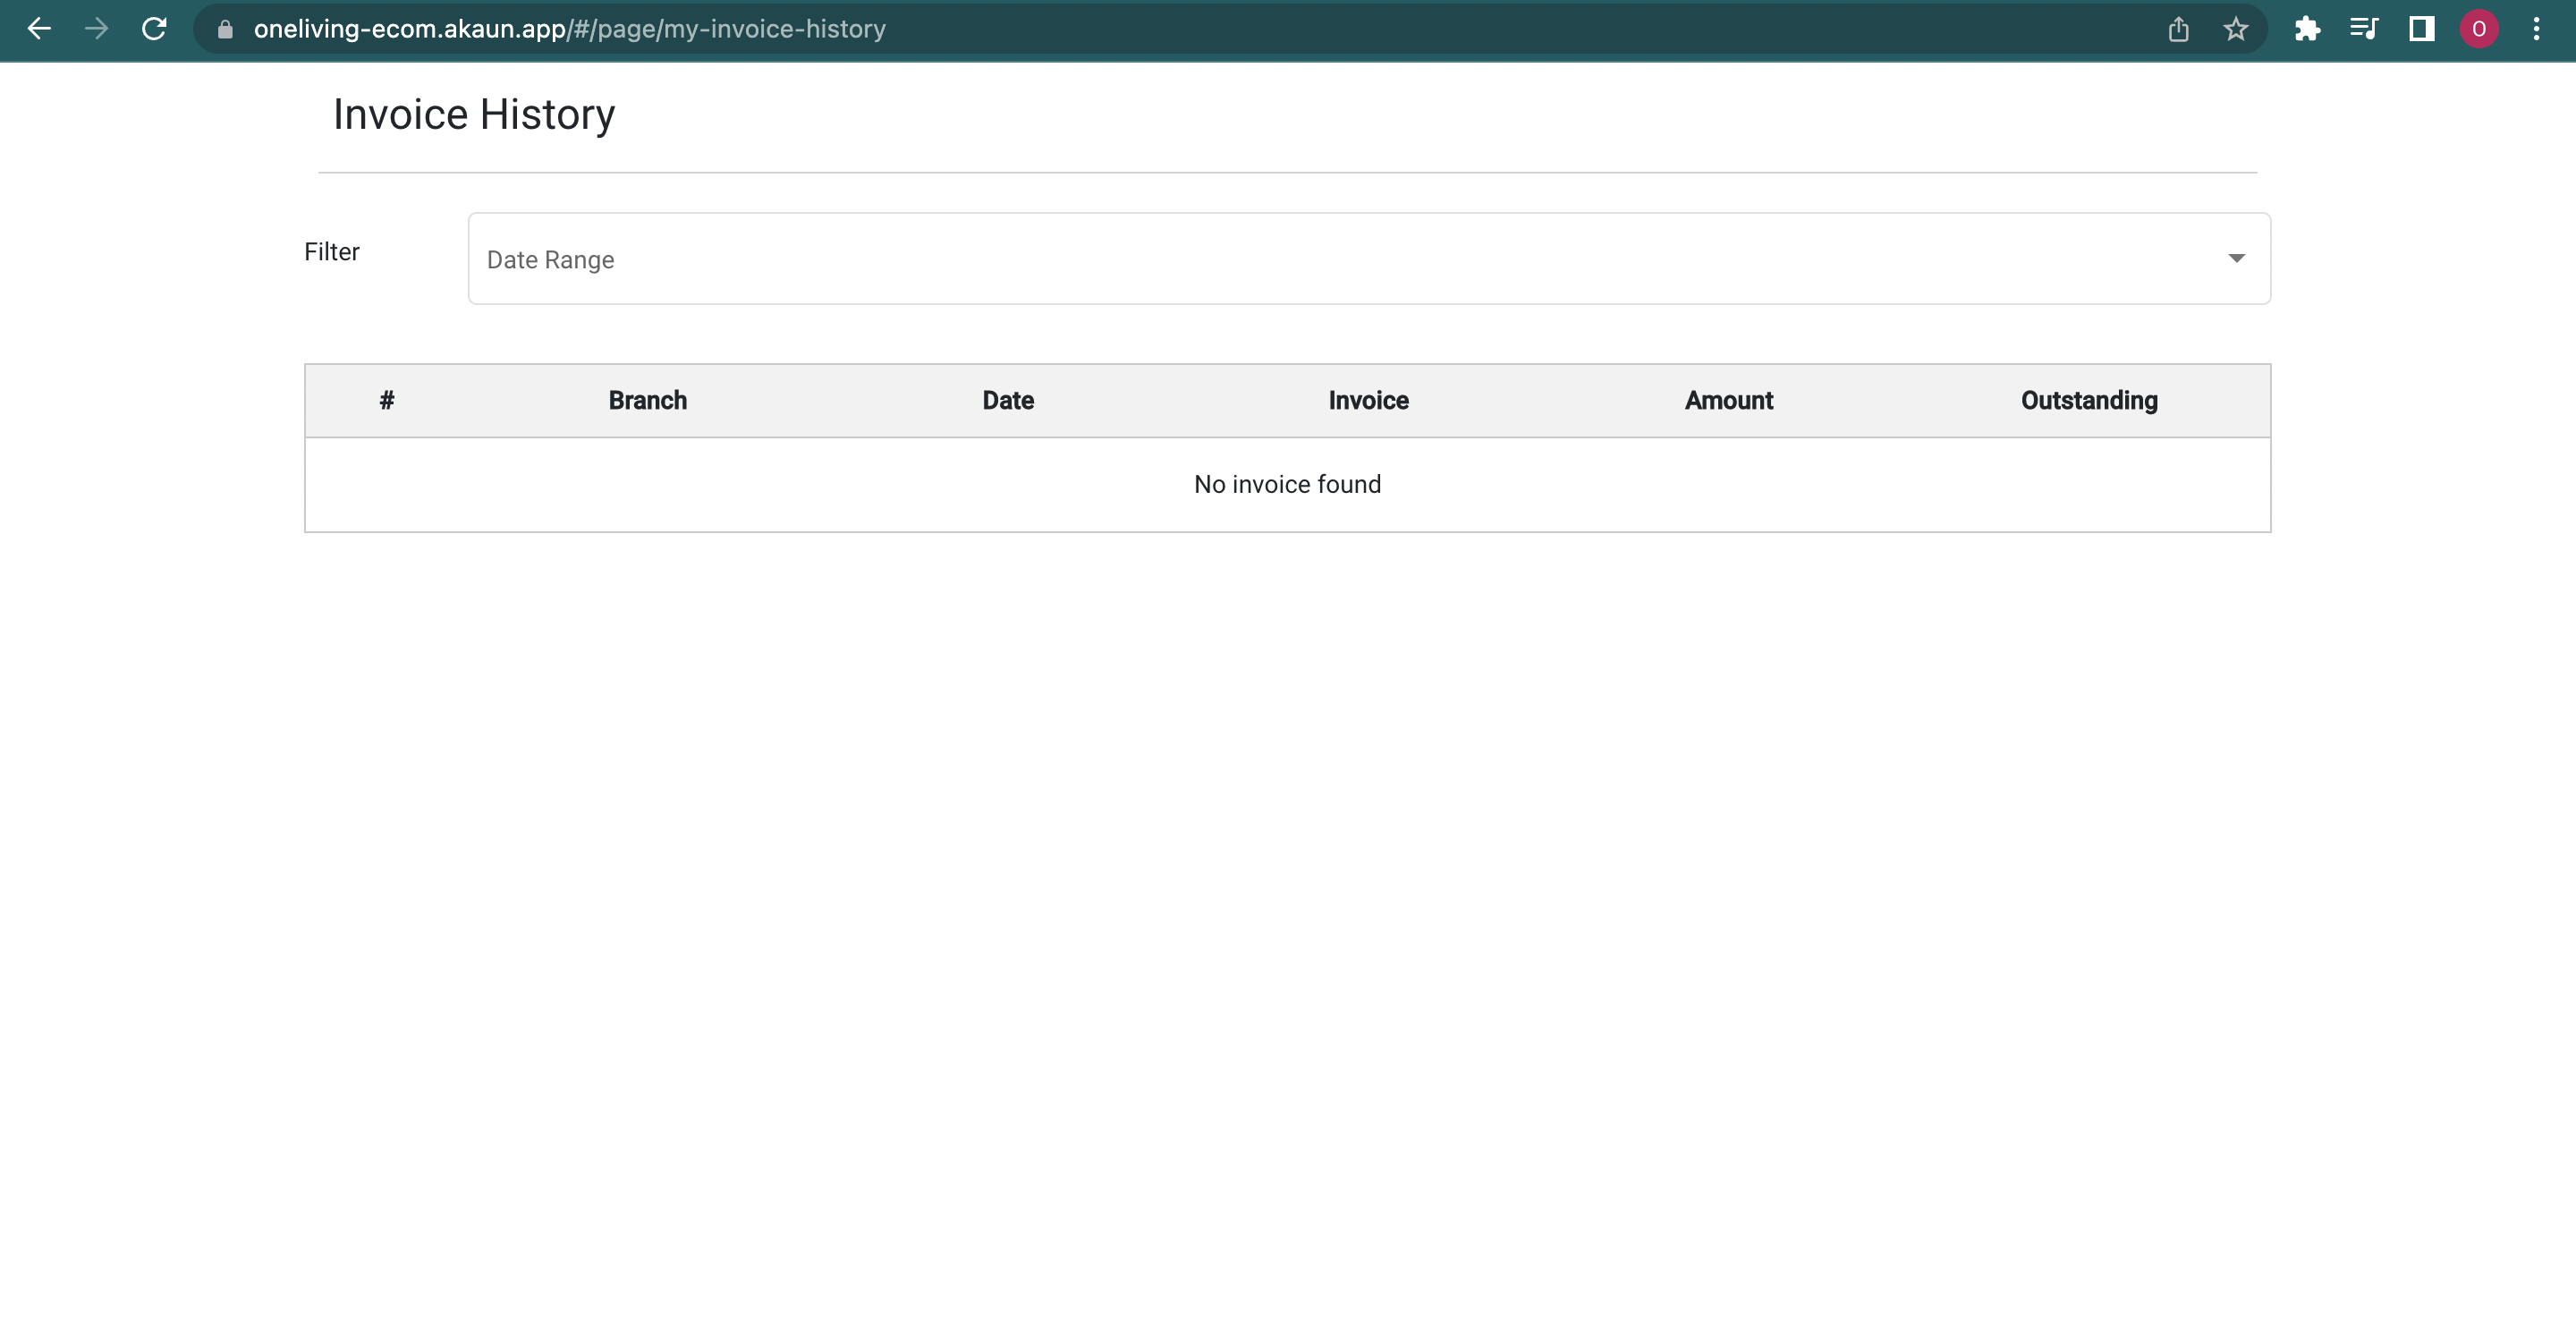 oneliving-ecom.akaun.app/#/page/my-invoice-history
O
Invoice History
Filter
Date Range
# Branch Date Invoice Amount Outstanding
No invoice found